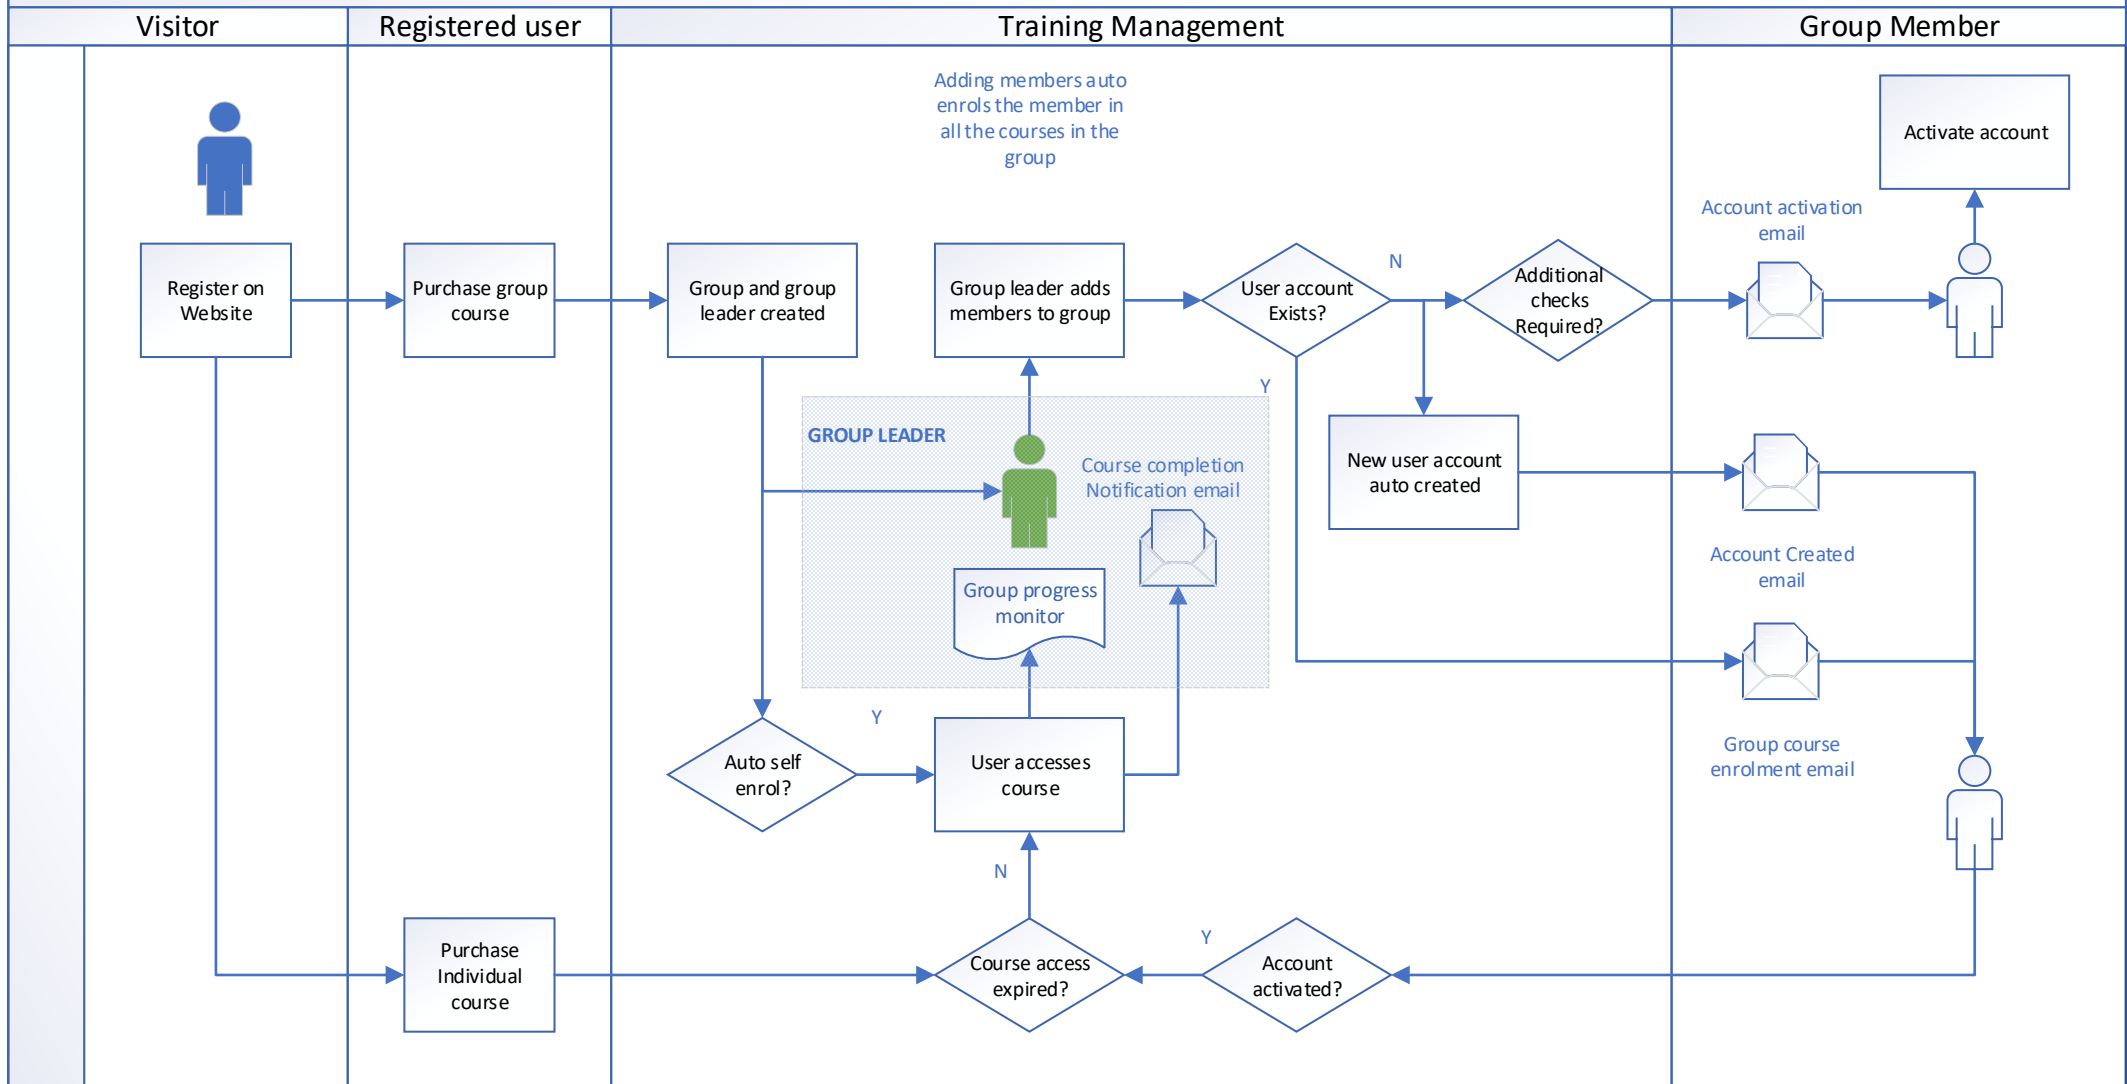 Visitor
Registered user
Training Management
Group Member
Adding members auto
enrols the member in
all the courses in the
group
Activate account
Account activation
email
Register on
Website
Purchase group
course
Group and group
leader created
Group leader adds
members to group
User account
Exists?
N
Additional
checks
Required?
Y
GROUP LEADER
Course completion
Notification email
New user account
auto created
Account Created
email
Group progress
monitor
Y
Auto self
enrol?
User accesses
course
Group course
enrolment email
N
Purchase
Individual
course
Course access
expired?
Y
Account
activated?